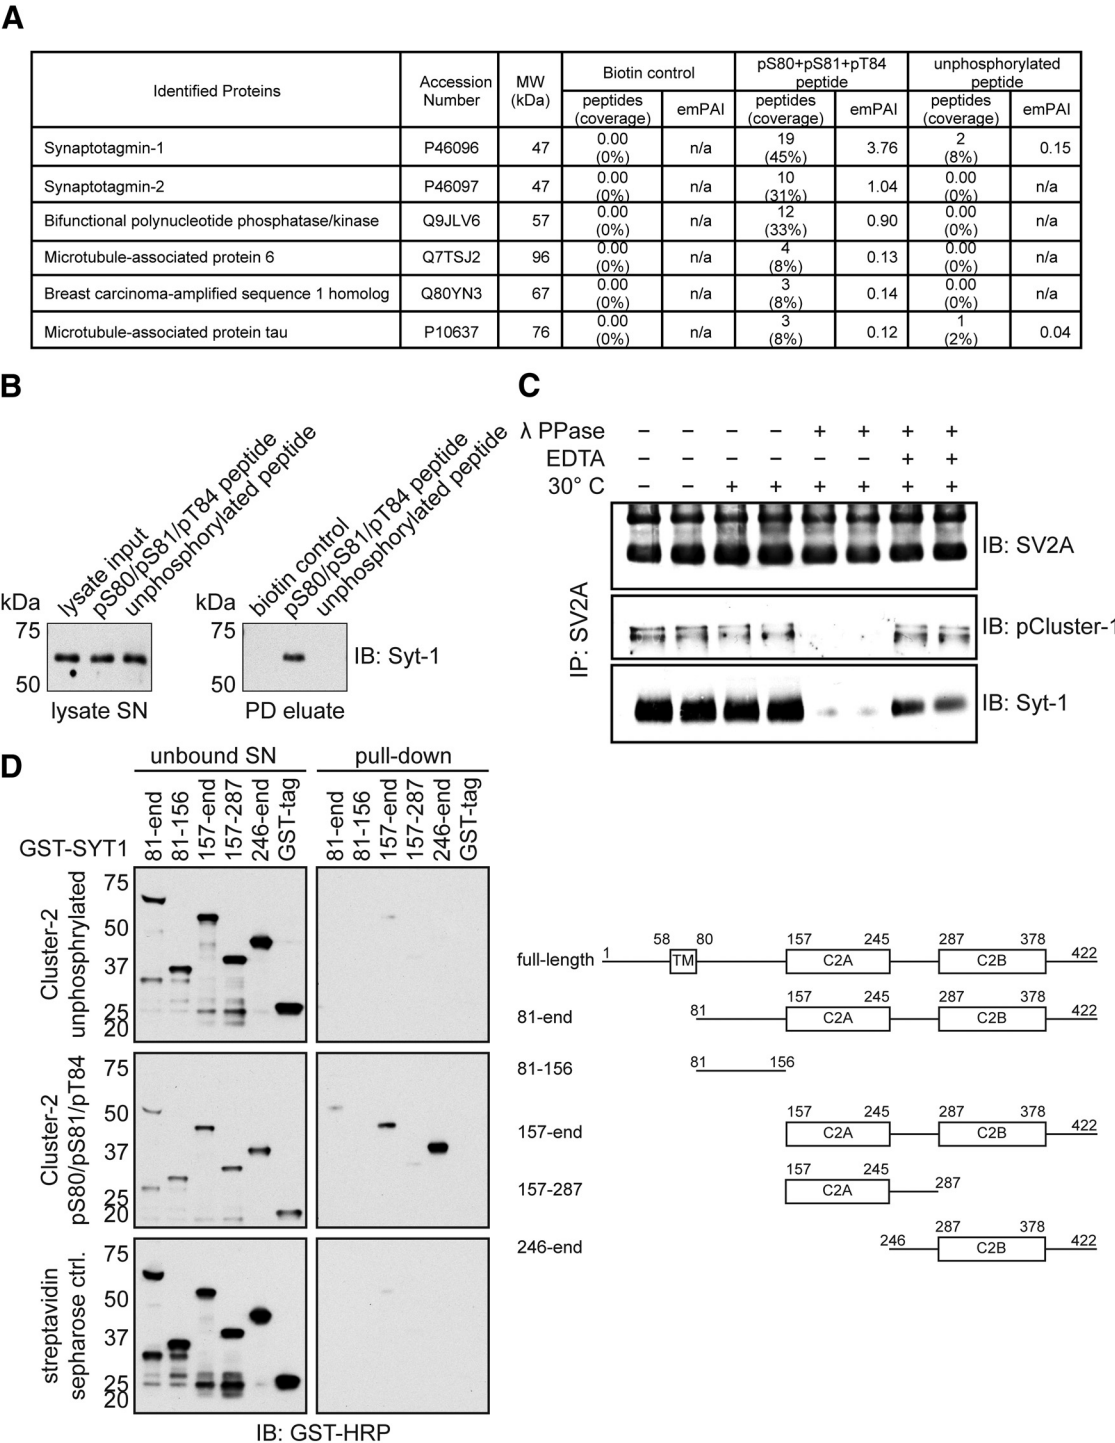 A
Identified Proteins
Accession Number
MW (kDa)
Biotin control
pS80+pS81+pT84 peptide
unphosphorylated peptide
peptides (coverage)
emPAI
peptides (coverage)
emPAI
peptides (coverage)
emPAI
Synaptotagmin-1 P46096 47 0.00 (0%) n/a 19 (45%) 3.76 2 (8%) 0.15
Synaptotagmin-2 P46097 47 0.00 (0%) n/a 10 (31%) 1.04 0.00 (0%) n/a
Bifunctional polynucleotide phosphatase/kinase Q9JLV6 57 0.00 (0%) n/a 12 (33%) 0.90 0.00 (0%) n/a
Microtubule-associated protein 6 Q7TSJ2 96 0.00 (0%) n/a 4 (8%) 0.13 0.00 (0%) n/a
Breast carcinoma-amplified sequence 1 homolog Q80YN3 67 0.00 (0%) n/a 3 (8%) 0.14 0.00 (0%) n/a
Microtubule-associated protein tau P10637 76 0.00 (0%) n/a 3 (8%) 0.12 1 (2%) 0.04
B
lysate input
pS80/pS81/pT84 peptide
unphosphorylated peptide
biotin control
pS80/pS81/pT84 peptide
unphosphorylated peptide
kDa
75
50
kDa
75
50
IB: Syt-1
lysate SN
PD eluate
C
λ PPase − − − − + + + +
EDTA − − − − − − + +
30° C − − + + + + + +
IP: SV2A
IB: SV2A
IB: pCluster-1
IB: Syt-1
D
unbound SN
pull-down
GST-SYT1
81-end
81-156
157-end
157-287
246-end
GST-tag
81-end
81-156
157-end
157-287
246-end
GST-tag
Cluster-2
unphosphrylated
75
50
37
25
20
Cluster-2
pS80/pS81/pT84
75
50
37
25
20
streptavidin
sepharose ctrl.
75
50
37
25
20
IB: GST-HRP
full-length 1 58 TM 80 157 C2A 245 287 C2B 378 422
81-end 81 157 C2A 245 287 C2B 378 422
81-156 81 156
157-end 157 C2A 245 287 C2B 378 422
157-287 157 C2A 245 287
246-end 246 287 C2B 378 422